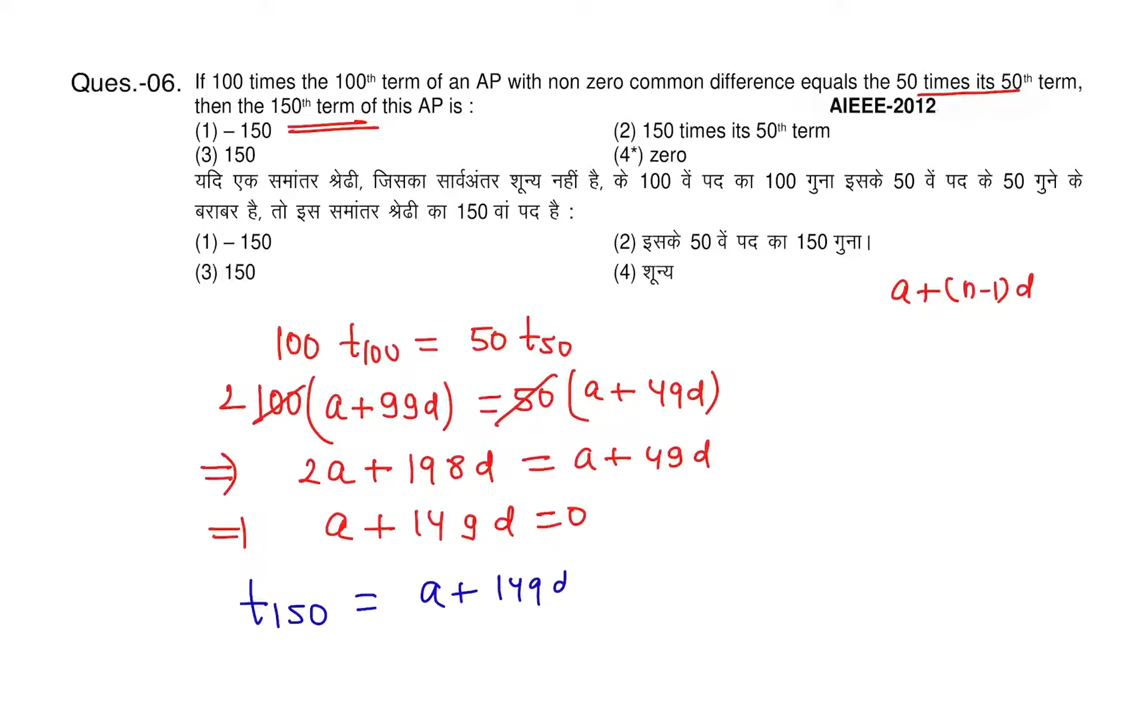 Ques.-06. If 100 times the 100th term of an AP with non zero common difference equals the 50 times its 50th term,
then the 150th term of this AP is : AIEEE-2012
(1) – 150 (2) 150 times its 50th term
(3) 150 (4*) zero
यदि एक समांतर श्रेढी, जिसका सार्वअंतर शून्य नहीं है, के 100 वें पद का 100 गुना इसके 50 वें पद के 50 गुने के
बराबर है, तो इस समांतर श्रेढी का 150 वां पद है :
(1) – 150 (2) इसके 50 वें पद का 150 गुना।
(3) 150 (4) शून्य
a+(n-1)d
100 t100 = 50 t50
2 100(a+99d) = 50(a+49d)
⇒ 2a+198d = a+49d
⇒ a+149d=0
t150 = a+149d